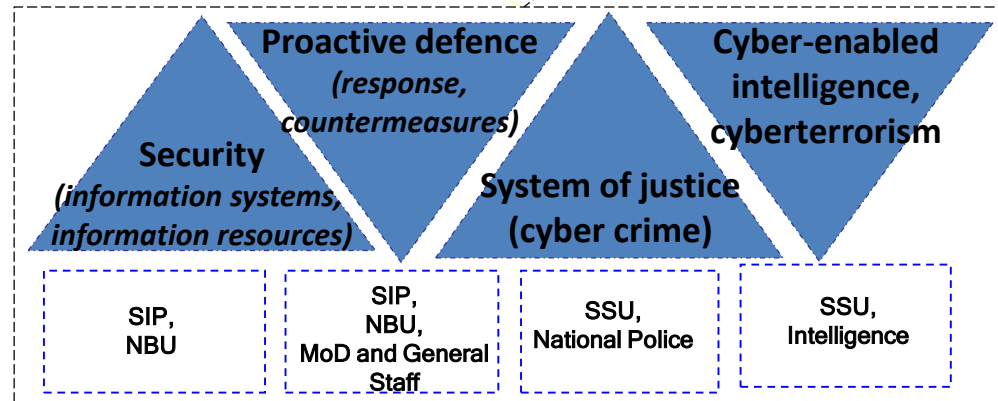 Security
(information systems,
information resources)
Proactive defence
(response,
countermeasures)
System of justice
(cyber crime)
Cyber-enabled
intelligence,
cyberterrorism
SIP,
NBU
SIP,
NBU,
MoD and General
Staff
SSU,
National Police
SSU,
Intelligence